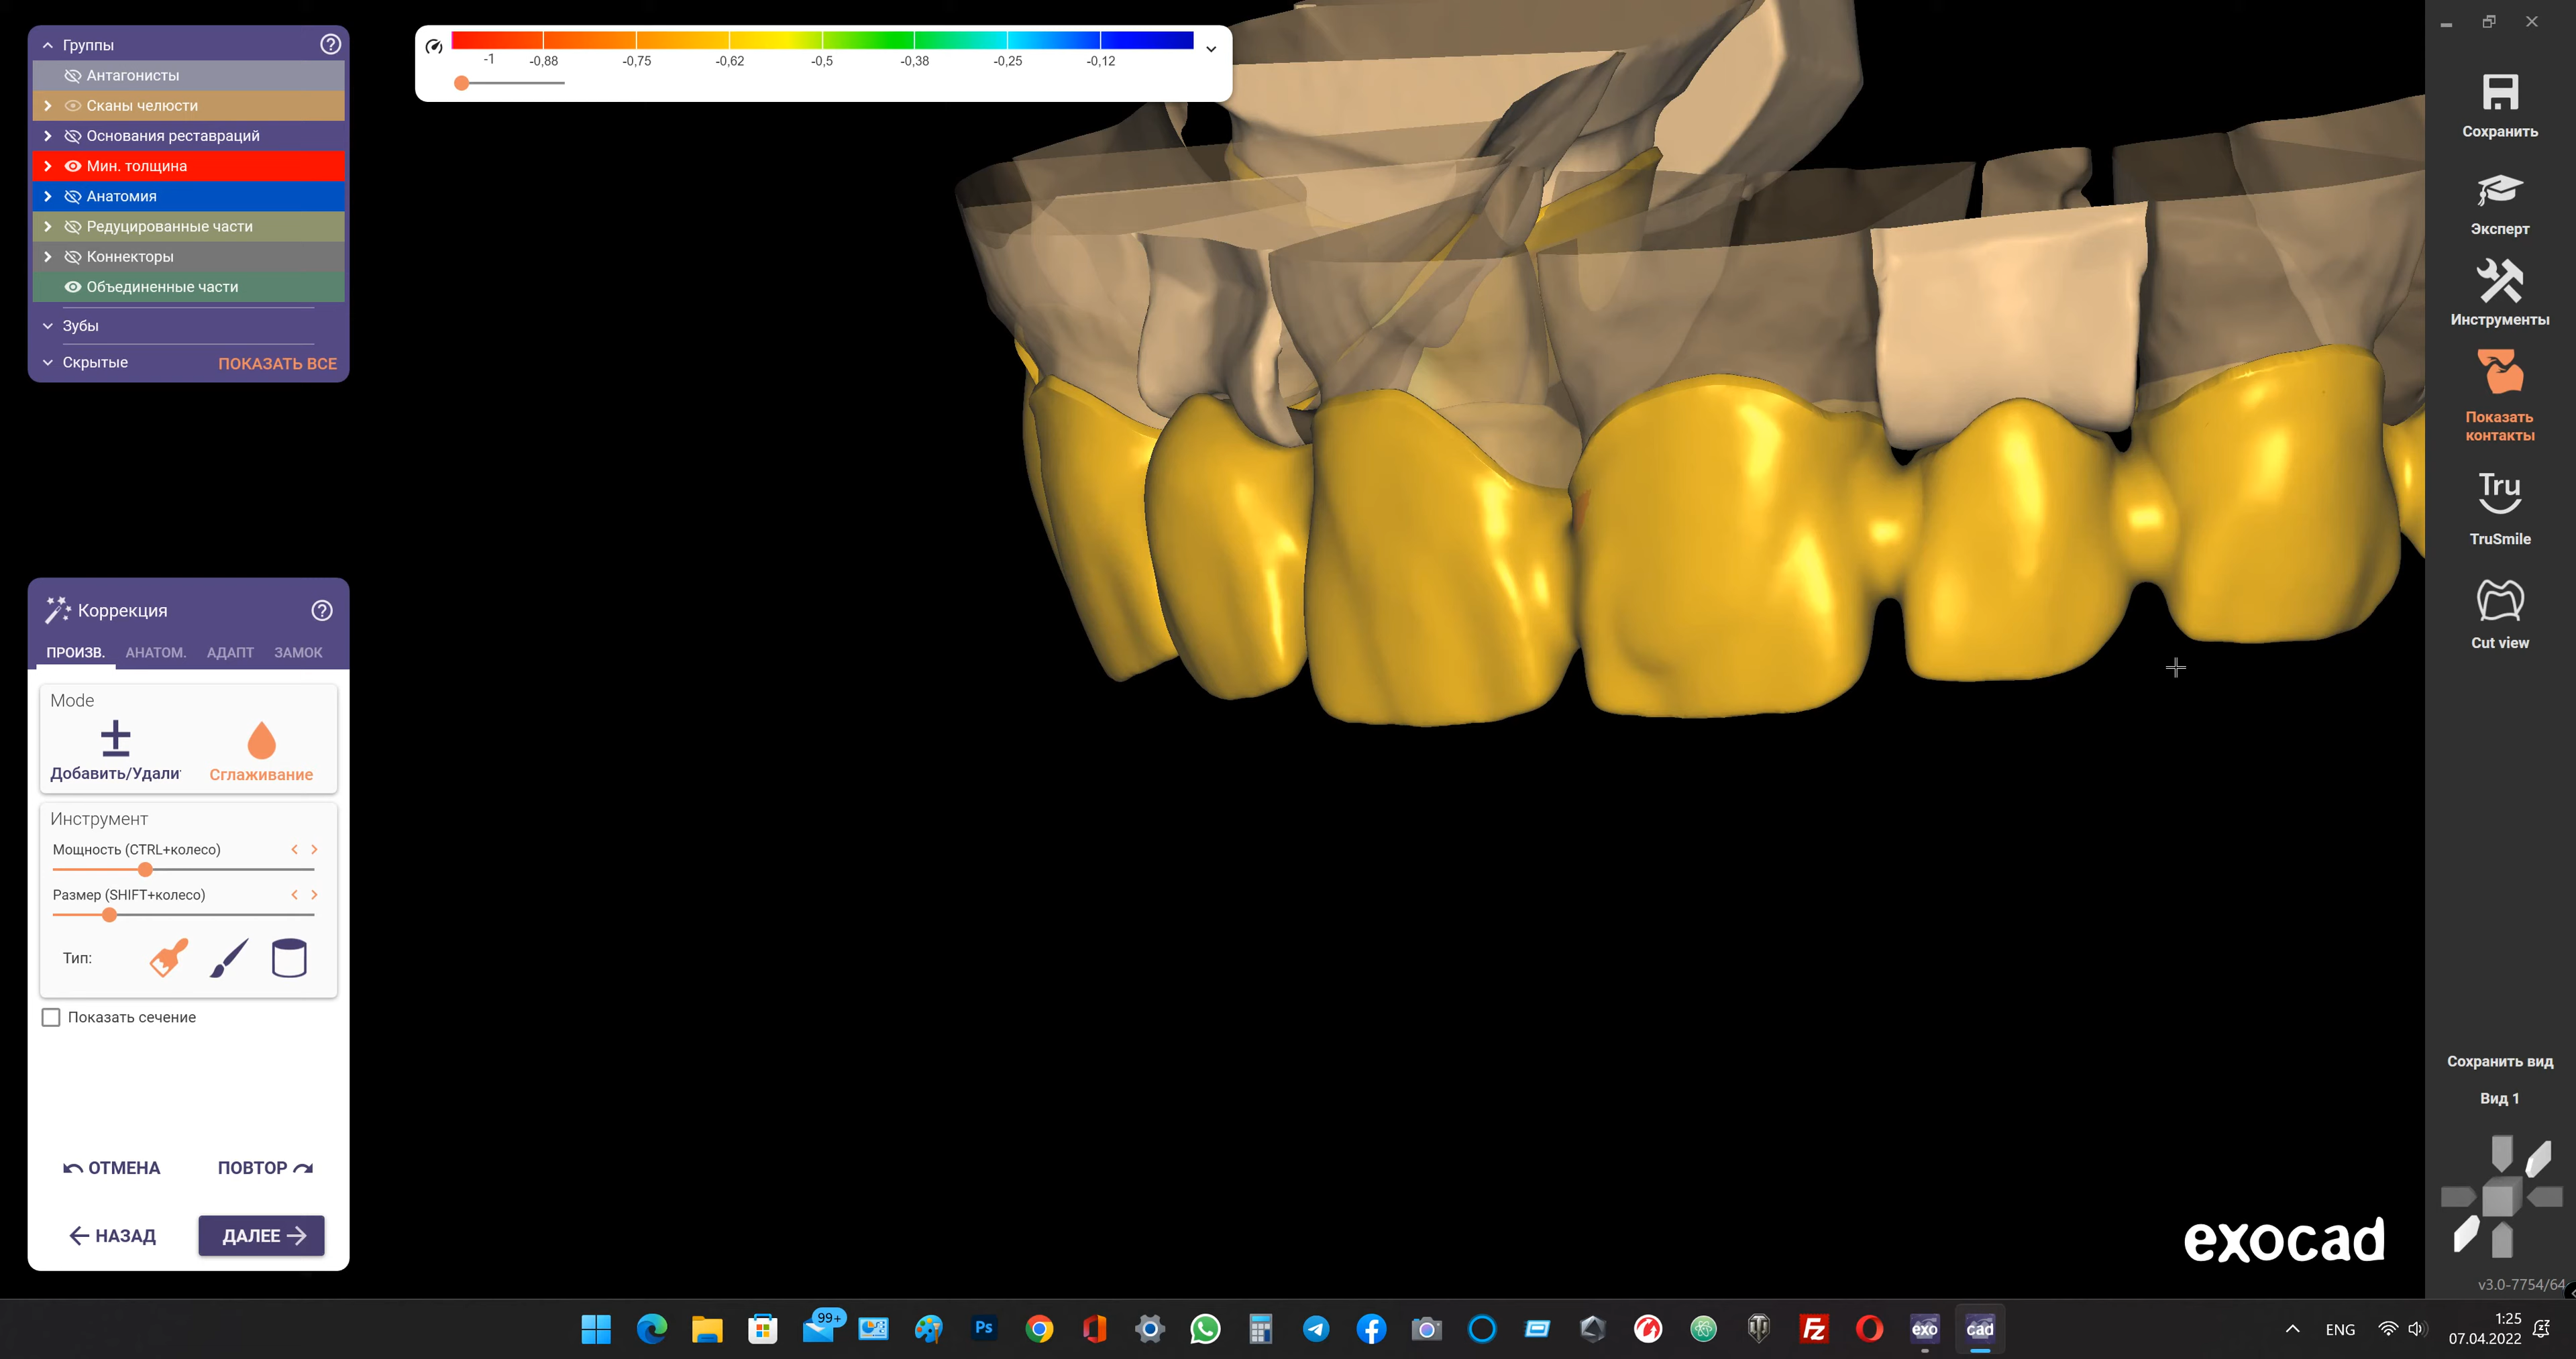 Группы
Антагонисты
Сканы челюсти
Основания реставраций
Мин. толщина
Анатомия
Редуцированные части
Коннекторы
Объединенные части
Зубы
Скрытые ПОКАЗАТЬ ВСЕ
-1 -0,88 -0,75 -0,62 -0,5 -0,38 -0,25 -0,12
Коррекция
ПРОИЗВ. АНАТОМ. АДАПТ ЗАМОК
Mode
Добавить/Удали Сглаживание
Инструмент
Мощность (CTRL+колесо)
Размер (SHIFT+колесо)
Тип:
Показать сечение
ОТМЕНА ПОВТОР
НАЗАД ДАЛЕЕ
Сохранить
Эксперт
Инструменты
Показать
контакты
Tru
TruSmile
Cut view
Сохранить вид
Вид 1
exocad
v3.0-7754/64
99+
Ps
Fz
exo
cad
ENG
1:25
07.04.2022